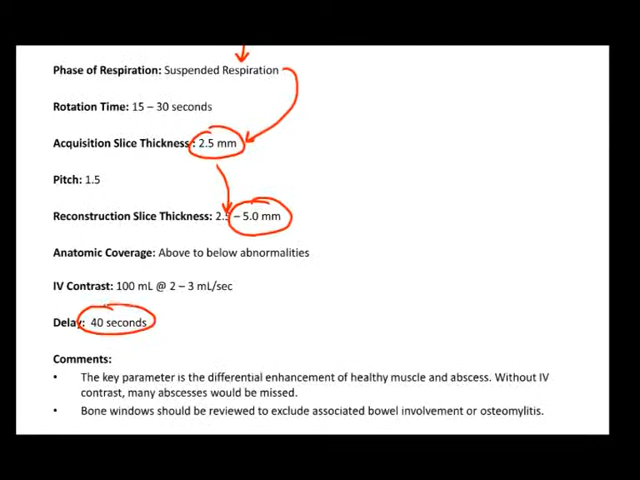 Phase of Respiration: Suspended Respiration
Rotation Time: 15 – 30 seconds
Acquisition Slice Thickness: 2.5 mm
Pitch: 1.5
Reconstruction Slice Thickness: 2.5 – 5.0 mm
Anatomic Coverage: Above to below abnormalities
IV Contrast: 100 mL @ 2 – 3 mL/sec
Delay: 40 seconds
Comments:
• The key parameter is the differential enhancement of healthy muscle and abscess. Without IV
contrast, many abscesses would be missed.
• Bone windows should be reviewed to exclude associated bowel involvement or osteomylitis.